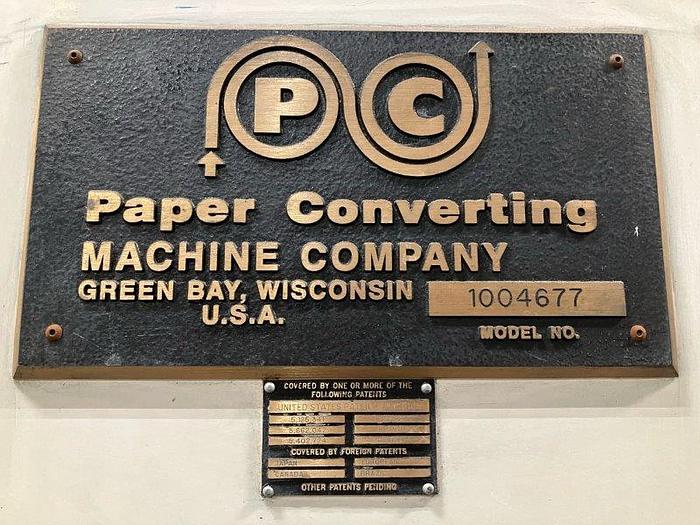 P C
Paper Converting
MACHINE COMPANY
GREEN BAY, WISCONSIN
U.S.A.
1004677
MODEL NO.
COVERED BY ONE OR MORE OF THE
FOLLOWING PATENTS
UNITED STATES
COVERED BY FOREIGN PATENTS
JAPAN
CANADA
OTHER PATENTS PENDING